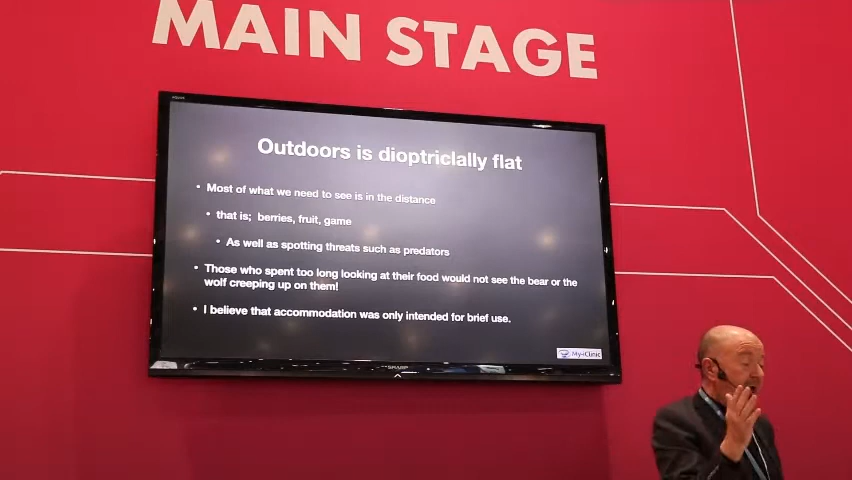 MAIN STAGE
Outdoors is dioptriclally flat
• Most of what we need to see is in the distance
• that is; berries, fruit, game
• As well as spotting threats such as predators
• Those who spent too long looking at their food would not see the bear or the
wolf creeping up on them!
• I believe that accommodation was only intended for brief use.
My-iClinic
SHARP